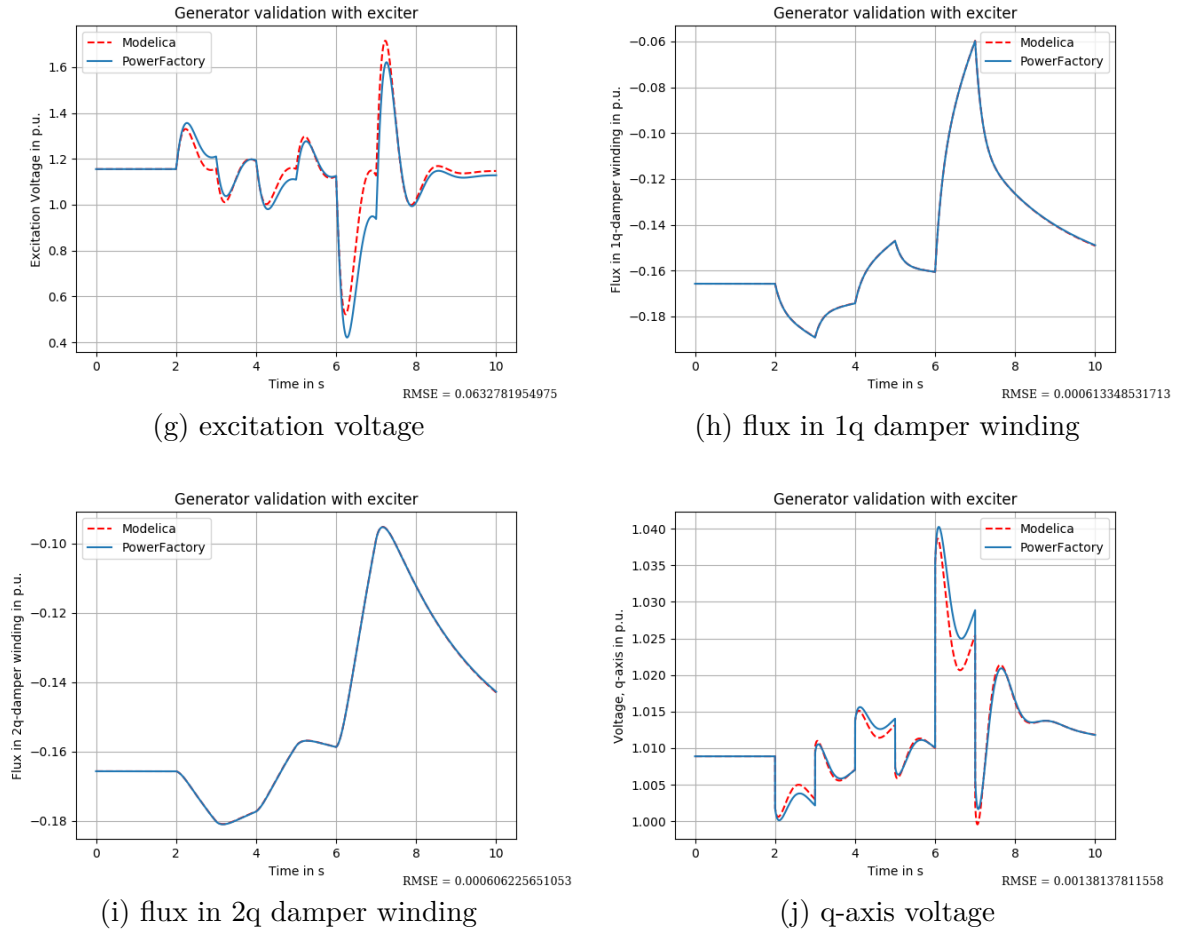 Generator validation with exciter
Modelica
PowerFactory
Excitation Voltage in p.u.
1.6
1.4
1.2
1.0
0.8
0.6
0.4
0 2 4 6 8 10
Time in s
RMSE = 0.0632781954975
(g) excitation voltage
Generator validation with exciter
Modelica
PowerFactory
Flux in 1q-damper winding in p.u.
−0.06
−0.08
−0.10
−0.12
−0.14
−0.16
−0.18
0 2 4 6 8 10
Time in s
RMSE = 0.000613348531713
(h) flux in 1q damper winding
Generator validation with exciter
Modelica
PowerFactory
Flux in 2q-damper winding in p.u.
−0.10
−0.12
−0.14
−0.16
−0.18
0 2 4 6 8 10
Time in s
RMSE = 0.000606225651053
(i) flux in 2q damper winding
Generator validation with exciter
Modelica
PowerFactory
Voltage, q-axis in p.u.
1.040
1.035
1.030
1.025
1.020
1.015
1.010
1.005
1.000
0 2 4 6 8 10
Time in s
RMSE = 0.00138137811558
(j) q-axis voltage